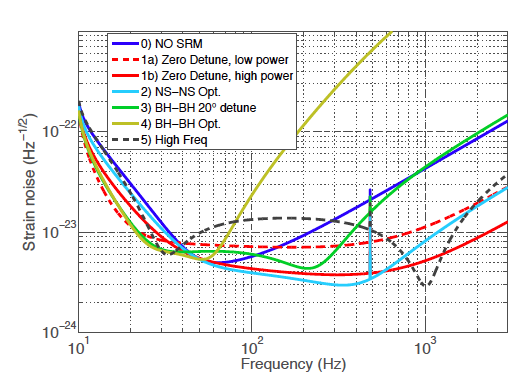 0) NO SRM
1a) Zero Detune, low power
1b) Zero Detune, high power
2) NS–NS Opt.
3) BH–BH 20° detune
4) BH–BH Opt.
5) High Freq
Strain noise (Hz^−1/2)
10^−22
10^−23
10^−24
10^1 10^2 10^3
Frequency (Hz)